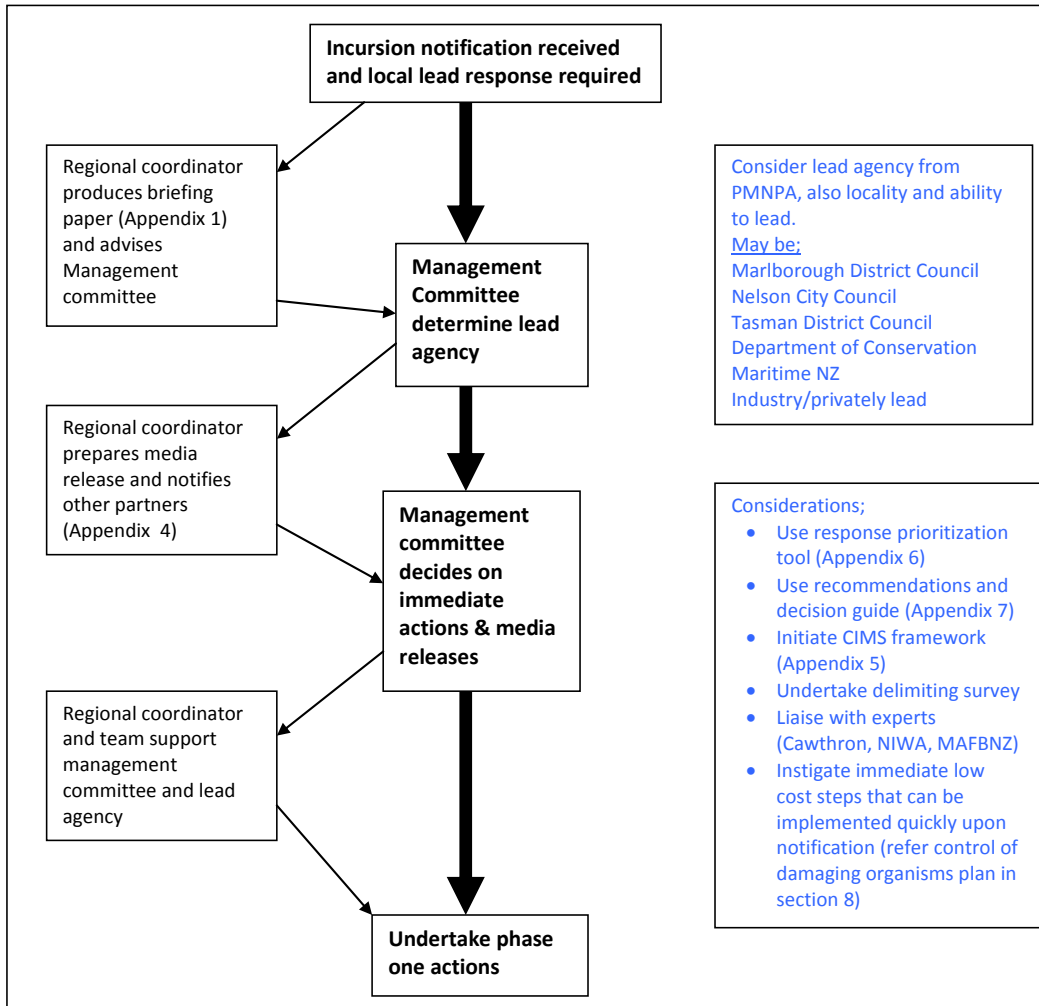 Incursion notification received
and local lead response required
Regional coordinator
produces briefing
paper (Appendix 1)
and advises
Management
committee
Management
Committee
determine lead
agency
Consider lead agency from
PMNPA, also locality and ability
to lead.
May be;
Marlborough District Council
Nelson City Council
Tasman District Council
Department of Conservation
Maritime NZ
Industry/privately lead
Regional coordinator
prepares media
release and notifies
other partners
(Appendix  4)
Management
committee
decides on
immediate
actions & media
releases
Considerations;
• Use response prioritization
tool (Appendix 6)
• Use recommendations and
decision guide (Appendix 7)
• Initiate CIMS framework
(Appendix 5)
• Undertake delimiting survey
• Liaise with experts
(Cawthron, NIWA, MAFBNZ)
• Instigate immediate low
cost steps that can be
implemented quickly upon
notification (refer control of
damaging organisms plan in
section 8)
Regional coordinator
and team support
management
committee and lead
agency
Undertake phase
one actions